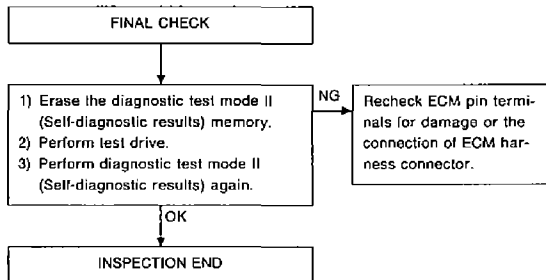 FINAL CHECK
1) Erase the diagnostic test mode II
(Self-diagnostic results) memory.
2) Perform test drive.
3) Perform diagnostic test mode II
(Self-diagnostic results) again.
NG
Recheck ECM pin termi-
nals for damage or the
connection of ECM har-
ness connector.
OK
INSPECTION END